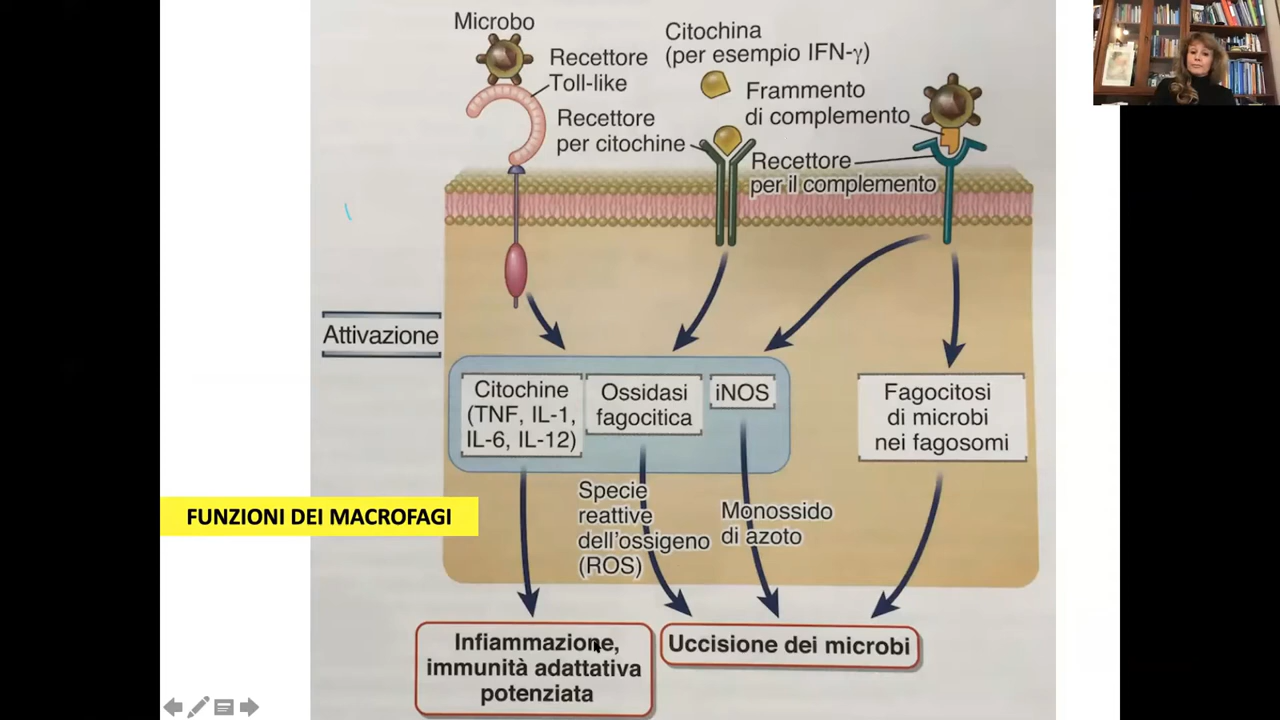 Microbo
Recettore
Toll-like
Citochina
(per esempio IFN-γ)
Recettore
per citochine
Frammento
di complemento
Recettore
per il complemento
Attivazione
Citochine
(TNF, IL-1,
IL-6, IL-12)
Ossidasi
fagocitica
iNOS
Fagocitosi
di microbi
nei fagosomi
FUNZIONI DEI MACROFAGI
Specie
reattive
dell'ossigeno
(ROS)
Monossido
di azoto
Infiammazione,
immunità adattativa
potenziata
Uccisione dei microbi